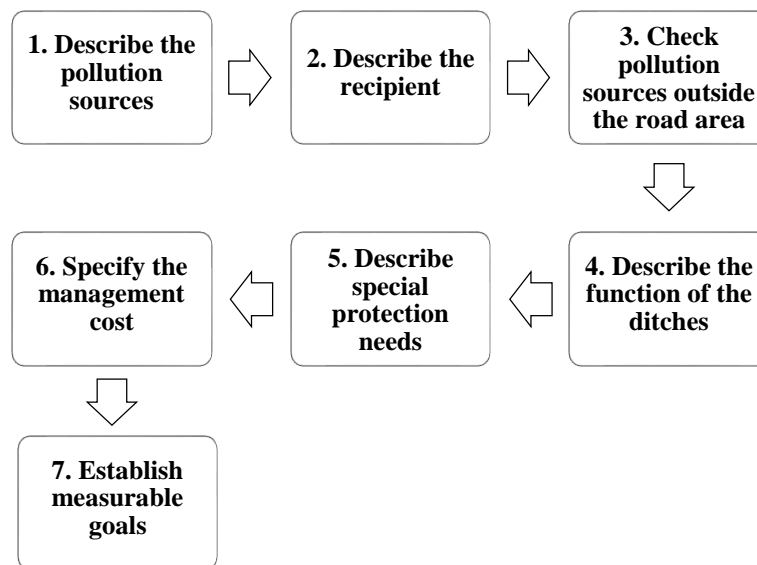 1. Describe the
pollution
sources
2. Describe the
recipient
3. Check
pollution
sources outside
the road area
4. Describe the
function of the
ditches
5. Describe
special
protection
needs
6. Specify the
management
cost
7. Establish
measurable
goals